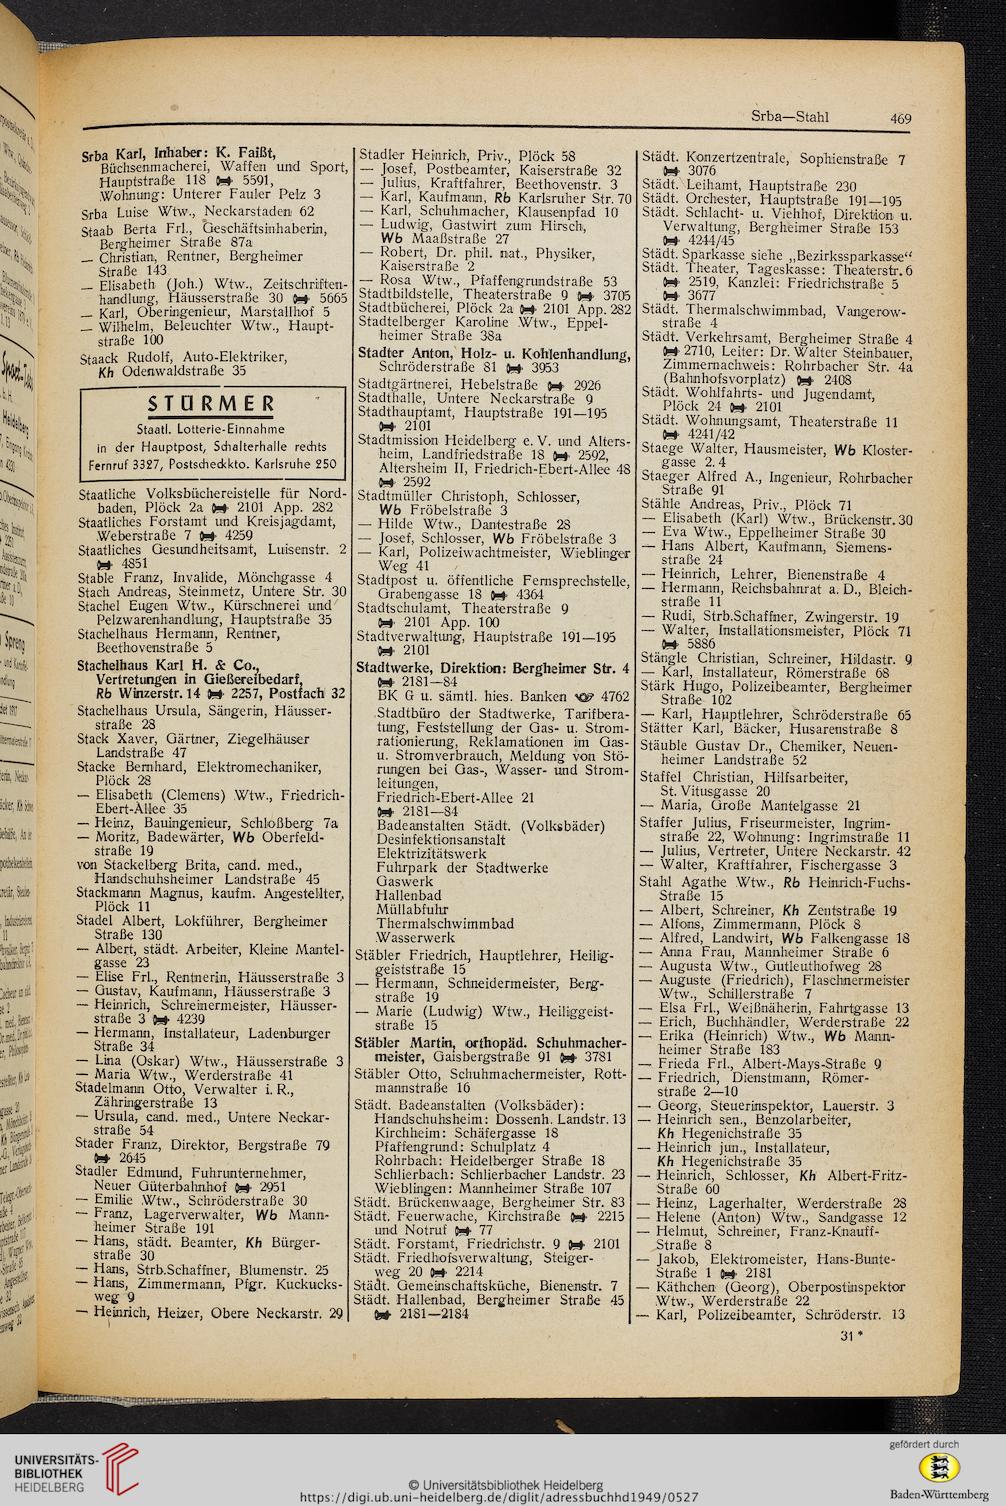 Srba—Stahl 469
Srba Karl, Inhaber: K. Faißt,
Büchsenmacherei, Waffen und Sport,
Hauptstraße 118 5591,
Wohnung: Unterer Fauler Pelz 3
Srba Luise Wtw., Neckarstaden 62
Staab Berta Frl., Geschäftsinhaberin,
Bergheimer Straße 87a
— Christian, Rentner, Bergheimer
Straße 143
— Elisabeth (Joh.) Wtw., Zeitschriften-
handlung, Häusserstraße 30 5665
— Karl, Oberingenieur, Marstallhof 5
— Wilhelm, Beleuchter Wtw., Haupt-
straße 100
Staack Rudolf, Auto-Elektriker,
Kh Odenwaldstraße 35
STÜRMER
Staatl. Lotterie-Einnahme
in der Hauptpost, Schalterhalle rechts
Fernruf 3327, Postscheckkto. Karlsruhe 250
Staatliche Volksbüchereistelle für Nord-
baden, Plöck 2a 2101 App. 282
Staatliches Forstamt und Kreisjagdamt,
Weberstraße 7 4259
Staatliches Gesundheitsamt, Luisenstr. 2
4851
Stable Franz, Invalide, Mönchgasse 4
Stach Andreas, Steinmetz, Untere Str. 30
Stachel Eugen Wtw., Kürschnerei und
Pelzwarenhandlung, Hauptstraße 35
Stachelhaus Hermann, Rentner,
Beethovenstraße 5
Stachelhaus Karl H. & Co.,
Vertretungen in Gießereibedarf,
Rb Winzerstr. 14 2257, Postfach 32
Stachelhaus Ursula, Sängerin, Häusser-
straße 28
Stack Xaver, Gärtner, Ziegelhäuser
Landstraße 47
Stacke Bernhard, Elektromechaniker,
Plöck 28
— Elisabeth (Clemens) Wtw., Friedrich-
Ebert-Allee 35
— Heinz, Bauingenieur, Schloßberg 7a
— Moritz, Badewärter, Wb Oberfeld-
straße 19
von Stackelberg Brita, cand. med.,
Handschuhsheimer Landstraße 45
Stackmann Magnus, kaufm. Angestellter,
Plöck 11
Stadel Albert, Lokführer, Bergheimer
Straße 130
— Albert, städt. Arbeiter, Kleine Mantel-
gasse 23
— Elise Frl., Rentnerin, Häusserstraße 3
— Gustav, Kaufmann, Häusserstraße 3
— Heinrich, Schreinermeister, Häusser-
straße 3 4239
— Hermann, Installateur, Ladenburger
Straße 34
— Lina (Oskar) Wtw., Häusserstraße 3
— Maria Wtw., Werderstraße 41
Stadelmann Otto, Verwalter i. R.,
Zähringerstraße 13
— Ursula, cand. med., Untere Neckar-
straße 54
Stader Franz, Direktor, Bergstraße 79
2645
Stadler Edmund, Fuhrunternehmer,
Neuer Güterbahnhof 2951
— Emilie Wtw., Schröderstraße 30
— Franz, Lagerverwalter, Wb Mann-
heimer Straße 191
— Hans, städt. Beamter, Kh Bürger-
straße 30
— Hans, Strb.Schaffner, Blumenstr. 25
— Hans, Zimmermann, Pfgr. Kuckucks-
weg 9
— Heinrich, Heizer, Obere Neckarstr. 29
Stadler Heinrich, Priv., Plöck 58
— Josef, Postbeamter, Kaiserstraße 32
— Julius, Kraftfahrer, Beethovenstr. 3
— Karl, Kaufmann, Rb Karlsruher Str. 70
— Karl, Schuhmacher, Klausenpfad 10
— Ludwig, Gastwirt zum Hirsch,
Wb Maaßstraße 27
— Robert, Dr. phil. nat., Physiker,
Kaiserstraße 2
— Rosa Wtw., Pfaffengrundstraße 53
Stadtbildstelle, Theaterstraße 9 3705
Stadtbücherei, Plöck 2a 2101 App. 282
Stadtelberger Karoline Wtw., Eppel-
heimer Straße 38a
Stadter Anton, Holz- u. Kohlenhandlung,
Schröderstraße 81 3953
Stadtgärtnerei, Hebelstraße 2926
Stadthalle, Untere Neckarstraße 9
Stadthauptamt, Hauptstraße 191—195
2101
Stadtmission Heidelberg e. V. und Alters-
heim, Landfriedstraße 18 2592,
Altersheim II, Friedrich-Ebert-Allee 48
2592
Stadtmüller Christoph, Schlosser,
Wb Fröbelstraße 3
— Hilde Wtw., Dantestraße 28
— Josef, Schlosser, Wb Fröbelstraße 3
— Karl, Polizeiwachtmeister, Wieblinger
Weg 41
Stadtpost u. öffentliche Fernsprechstelle,
Grabengasse 18 4364
Stadtschulamt, Theaterstraße 9
2101 App. 100
Stadtverwaltung, Hauptstraße 191—195
2101
Stadtwerke, Direktion: Bergheimer Str. 4
2181—84
BK G u. sämtl. hies. Banken 4762
Stadtbüro der Stadtwerke, Tarifbera-
tung, Feststellung der Gas- u. Strom-
rationierung, Reklamationen im Gas-
u. Stromverbrauch, Meldung von Stö-
rungen bei Gas-, Wasser- und Strom-
leitungen,
Friedrich-Ebert-Allee 21
2181—84
Badeanstalten Städt. (Volksbäder)
Desinfektionsanstalt
Elektrizitätswerk
Fuhrpark der Stadtwerke
Gaswerk
Hallenbad
Müllabfuhr
Thermalschwimmbad
Wasserwerk
Stäbler Friedrich, Hauptlehrer, Heilig-
geiststraße 15
— Hermann, Schneidermeister, Berg-
straße 19
— Marie (Ludwig) Wtw., Heiliggeist-
straße 15
Stäbler Martin, orthopäd. Schuhmacher-
meister, Gaisbergstraße 91 3781
Stäbler Otto, Schuhmachermeister, Rott-
mannstraße 16
Städt. Badeanstalten (Volksbäder):
Handschuhsheim: Dossenh. Landstr. 13
Kirchheim: Schäfergasse 18
Pfaffengrund: Schulplatz 4
Rohrbach: Heidelberger Straße 18
Schlierbach: Schlierbacher Landstr. 23
Wieblingen: Mannheimer Straße 107
Städt. Brückenwaage, Bergheimer Str. 83
Städt. Feuerwache, Kirchstraße 2215
und Notruf 77
Städt. Forstamt, Friedrichstr. 9 2101
Städt. Friedhofsverwaltung, Steiger-
weg 20 2214
Städt. Gemeinschaftsküche, Bienenstr. 7
Städt. Hallenbad, Bergheimer Straße 45
2181—2184
Städt. Konzertzentrale, Sophienstraße 7
3076
Städt. Leihamt, Hauptstraße 230
Städt. Orchester, Hauptstraße 191—195
Städt. Schlacht- u. Viehhof, Direktion u.
Verwaltung, Bergheimer Straße 153
4244/45
Städt. Sparkasse siehe „Bezirkssparkasse“
Städt. Theater, Tageskasse: Theaterstr. 6
2519, Kanzlei: Friedrichstraße 5
3677
Städt. Thermalschwimmbad, Vangerow-
straße 4
Städt. Verkehrsamt, Bergheimer Straße 4
2710, Leiter: Dr. Walter Steinbauer,
Zimmernachweis: Rohrbacher Str. 4a
(Bahnhofsvorplatz) 2408
Städt. Wohlfahrts- und Jugendamt,
Plöck 24 2101
Städt. Wohnungsamt, Theaterstraße 11
4241/42
Staege Walter, Hausmeister, Wb Kloster-
gasse 2. 4
Staeger Alfred A., Ingenieur, Rohrbacher
Straße 91
Stähle Andreas, Priv., Plöck 71
— Elisabeth (Karl) Wtw., Brückenstr. 30
— Eva Wtw., Eppelheimer Straße 30
— Hans Albert, Kaufmann, Siemens-
straße 24
— Heinrich, Lehrer, Bienenstraße 4
— Hermann, Reichsbahnrat a. D., Bleich-
straße 11
— Rudi, Strb.Schaffner, Zwingerstr. 19
— Walter, Installationsmeister, Plöck 71
5886
Stängle Christian, Schreiner, Hildastr. 9
— Karl, Installateur, Römerstraße 68
Stärk Hugo, Polizeibeamter, Bergheimer
Straße 102
— Karl, Hauptlehrer, Schröderstraße 65
Stätter Karl, Bäcker, Husarenstraße 8
Stäuble Gustav Dr., Chemiker, Neuen-
heimer Landstraße 52
Staffel Christian, Hilfsarbeiter,
St. Vitusgasse 20
— Maria, Große Mantelgasse 21
Staffer Julius, Friseurmeister, Ingrim-
straße 22, Wohnung: Ingrimstraße 11
— Julius, Vertreter, Untere Neckarstr. 42
— Walter, Kraftfahrer, Fischergasse 3
Stahl Agathe Wtw., Rb Heinrich-Fuchs-
Straße 15
— Albert, Schreiner, Kh Zentstraße 19
— Alfons, Zimmermann, Plöck 8
— Alfred, Landwirt, Wb Falkengasse 18
— Anna Frau, Mannheimer Straße 6
— Augusta Wtw., Gutleuthofweg 28
— Auguste (Friedrich), Flaschnermeister
Wtw., Schillerstraße 7
— Elsa Frl., Weißnäherin, Fahrtgasse 13
— Erich, Buchhändler, Werderstraße 22
— Erika (Heinrich) Wtw., Wb Mann-
heimer Straße 183
— Frieda Frl., Albert-Mays-Straße 9
— Friedrich, Dienstmann, Römer-
straße 2—10
— Georg, Steuerinspektor, Lauerstr. 3
— Heinrich sen., Benzolarbeiter,
Kh Hegenichstraße 35
— Heinrich jun., Installateur,
Kh Hegenichstraße 35
— Heinrich, Schlosser, Kh Albert-Fritz-
Straße 60
— Heinz, Lagerhalter, Werderstraße 28
— Helene (Anton) Wtw., Sandgasse 12
— Helmut, Schreiner, Franz-Knauff-
Straße 8
— Jakob, Elektromeister, Hans-Bunte-
Straße 1 2181
— Käthchen (Georg), Oberpostinspektor
Wtw., Werderstraße 22
— Karl, Polizeibeamter, Schröderstr. 13
31*
UNIVERSITÄTS-
BIBLIOTHEK
HEIDELBERG
© Universitätsbibliothek Heidelberg
https://digi.ub.uni-heidelberg.de/diglit/adressbuchhd1949/0527
gefördert durch
Baden-Württemberg